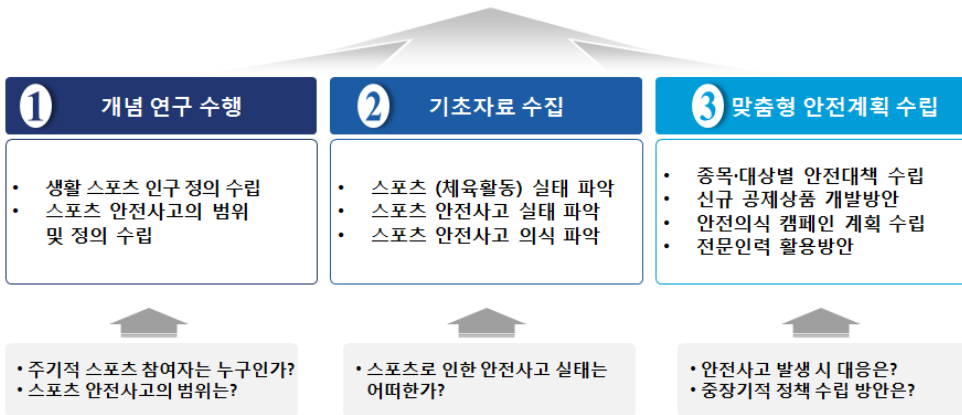 1 개념 연구 수행
• 생활 스포츠 인구 정의 수립
• 스포츠 안전사고의 범위
및 정의 수립
• 주기적 스포츠 참여자는 누구인가?
• 스포츠 안전사고의 범위는?
2 기초자료 수집
• 스포츠 (체육활동) 실태 파악
• 스포츠 안전사고 실태 파악
• 스포츠 안전사고 의식 파악
• 스포츠로 인한 안전사고 실태는
어떠한가?
3 맞춤형 안전계획 수립
• 종목·대상별 안전대책 수립
• 신규 공제상품 개발방안
• 안전의식 캠페인 계획 수립
• 전문인력 활용방안
• 안전사고 발생 시 대응은?
• 중장기적 정책 수립 방안은?